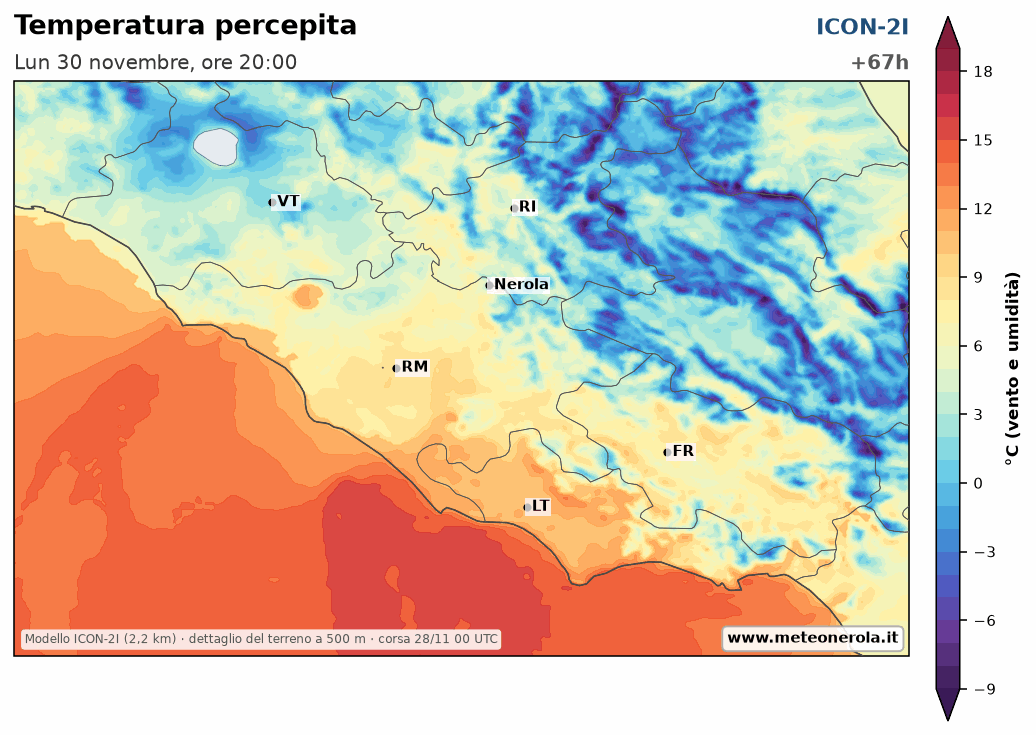 Temperatura percepita
ICON-2I
Lun 30 novembre, ore 20:00
+67h
VT
RI
Nerola
RM
FR
LT
Modello ICON-2I (2,2 km) · dettaglio del terreno a 500 m · corsa 28/11 00 UTC
www.meteonerola.it
18
15
12
9
6
3
0
−3
−6
−9
°C (vento e umidità)